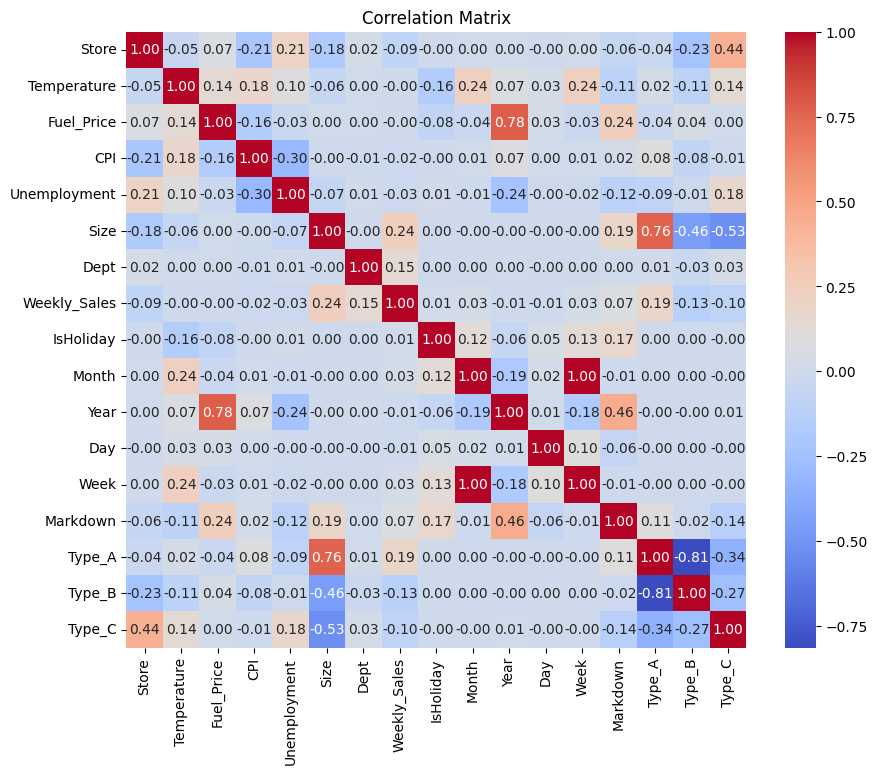 Correlation Matrix
Store 1.00 -0.05 0.07 -0.21 0.21 -0.18 0.02 -0.09 -0.00 0.00 0.00 -0.00 0.00 -0.06 -0.04 -0.23 0.44
Temperature -0.05 1.00 0.14 0.18 0.10 -0.06 0.00 -0.00 -0.16 0.24 0.07 0.03 0.24 -0.11 0.02 -0.11 0.14
Fuel_Price 0.07 0.14 1.00 -0.16 -0.03 0.00 0.00 -0.00 -0.08 -0.04 0.78 0.03 -0.03 0.24 -0.04 0.04 0.00
CPI -0.21 0.18 -0.16 1.00 -0.30 -0.00 -0.01 -0.02 -0.00 0.01 0.07 0.00 0.01 0.02 0.08 -0.08 -0.01
Unemployment 0.21 0.10 -0.03 -0.30 1.00 -0.07 0.01 -0.03 0.01 -0.01 -0.24 -0.00 -0.02 -0.12 -0.09 -0.01 0.18
Size -0.18 -0.06 0.00 -0.00 -0.07 1.00 -0.00 0.24 0.00 -0.00 -0.00 -0.00 -0.00 0.19 0.76 -0.46 -0.53
Dept 0.02 0.00 0.00 -0.01 0.01 -0.00 1.00 0.15 0.00 0.00 0.00 -0.00 0.00 0.00 0.01 -0.03 0.03
Weekly_Sales -0.09 -0.00 -0.00 -0.02 -0.03 0.24 0.15 1.00 0.01 0.03 -0.01 -0.01 0.03 0.07 0.19 -0.13 -0.10
IsHoliday -0.00 -0.16 -0.08 -0.00 0.01 0.00 0.00 0.01 1.00 0.12 -0.06 0.05 0.13 0.17 0.00 0.00 -0.00
Month 0.00 0.24 -0.04 0.01 -0.01 -0.00 0.00 0.03 0.12 1.00 -0.19 0.02 1.00 -0.01 0.00 0.00 -0.00
Year 0.00 0.07 0.78 0.07 -0.24 -0.00 0.00 -0.01 -0.06 -0.19 1.00 0.01 -0.18 0.46 -0.00 -0.00 0.01
Day -0.00 0.03 0.03 0.00 -0.00 -0.00 -0.00 -0.01 0.05 0.02 0.01 1.00 0.10 -0.06 -0.00 -0.00 -0.00
Week 0.00 0.24 -0.03 0.01 -0.02 -0.00 0.00 0.03 0.13 1.00 -0.18 0.10 1.00 -0.01 -0.00 0.00 -0.00
Markdown -0.06 -0.11 0.24 0.02 -0.12 0.19 0.00 0.07 0.17 -0.01 0.46 -0.06 -0.01 1.00 0.11 -0.02 -0.14
Type_A -0.04 0.02 -0.04 0.08 -0.09 0.76 0.01 0.19 0.00 0.00 -0.00 -0.00 -0.00 0.11 1.00 -0.81 -0.34
Type_B -0.23 -0.11 0.04 -0.08 -0.01 -0.46 -0.03 -0.13 0.00 0.00 -0.00 -0.00 0.00 -0.02 -0.81 1.00 -0.27
Type_C 0.44 0.14 0.00 -0.01 0.18 -0.53 0.03 -0.10 -0.00 -0.00 0.01 -0.00 -0.00 -0.14 -0.34 -0.27 1.00
Store Temperature Fuel_Price CPI Unemployment Size Dept Weekly_Sales IsHoliday Month Year Day Week Markdown Type_A Type_B Type_C
1.00
0.75
0.50
0.25
0.00
−0.25
−0.50
−0.75